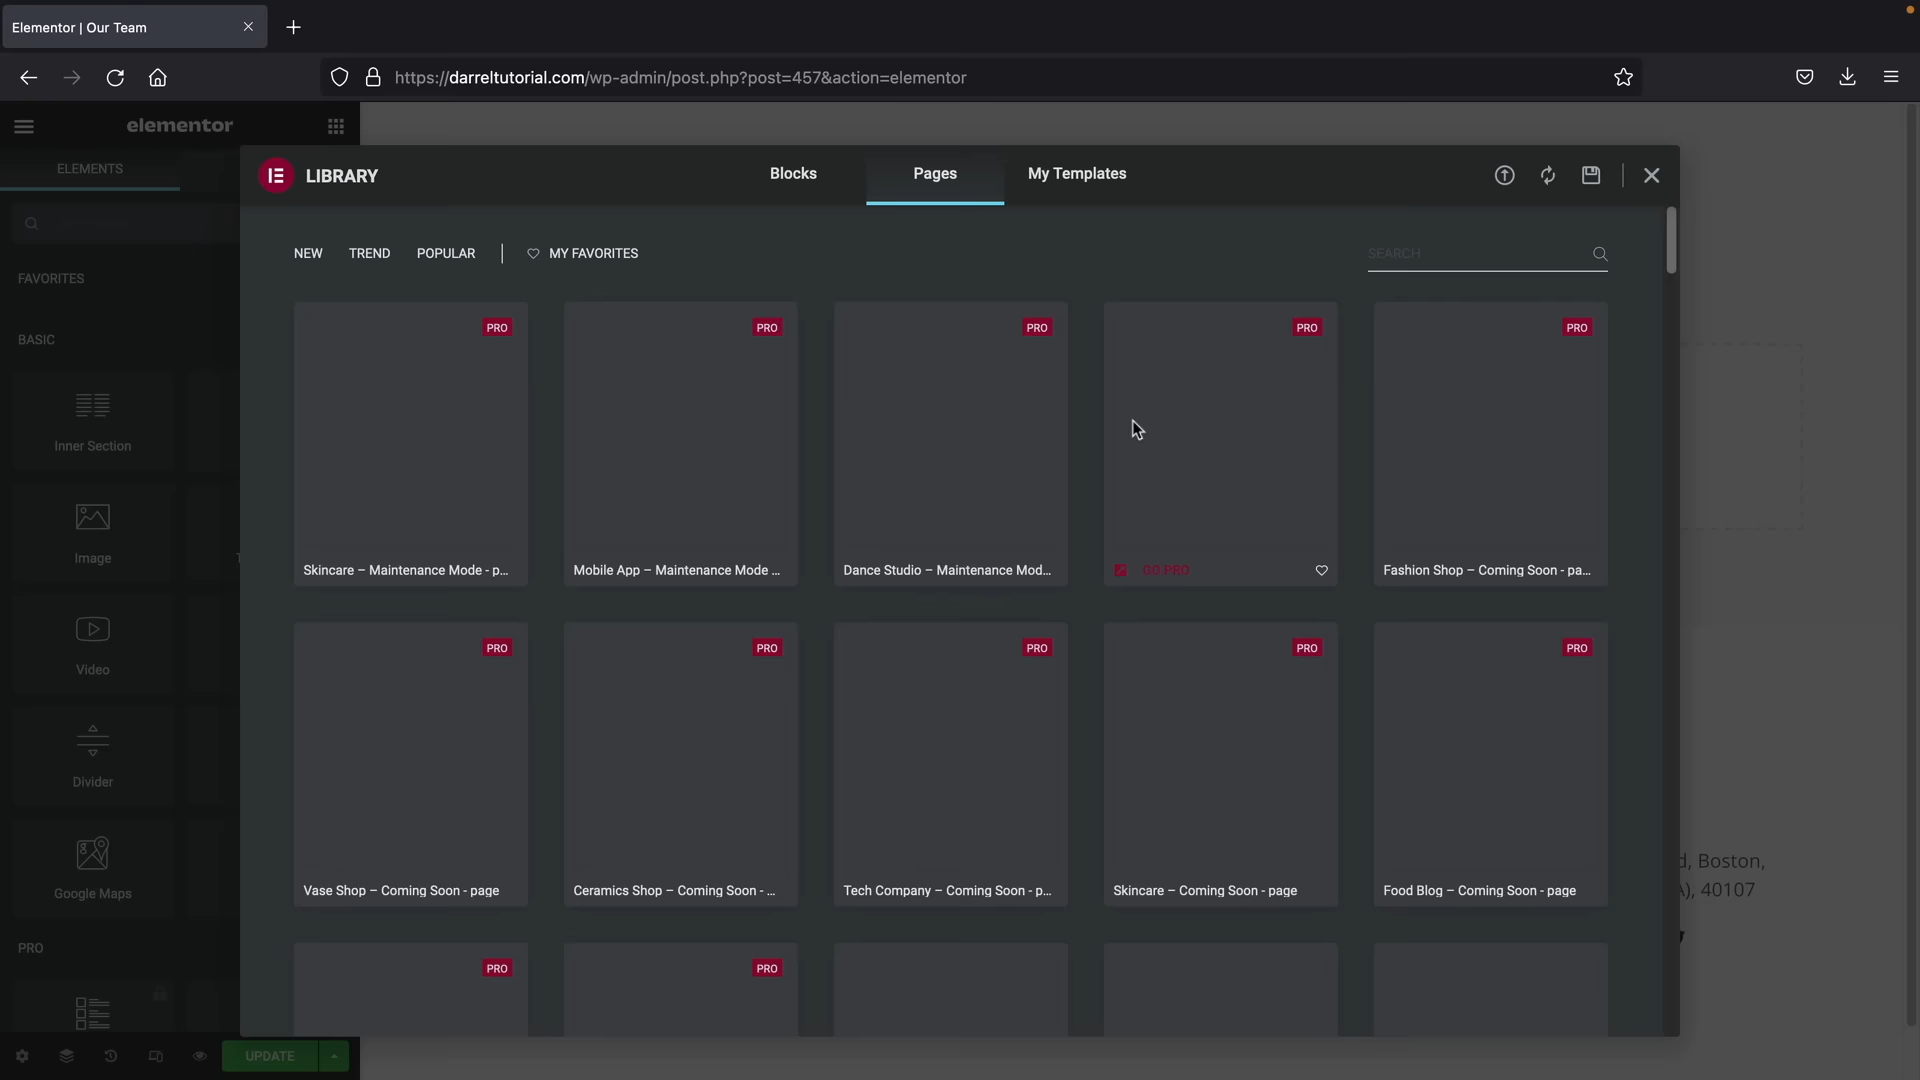 Elementor | Our Team
https://darreltutorial.com/wp-admin/post.php?post=457&action=elementor
elementor
ELEMENTS
LIBRARY
Blocks
Pages
My Templates
NEW
TREND
POPULAR
MY FAVORITES
SEARCH
FAVORITES
BASIC
Inner Section
Image
Video
Divider
Google Maps
PRO
UPDATE
PRO
PRO
PRO
PRO
PRO
Skincare – Maintenance Mode - p...
Mobile App – Maintenance Mode ...
Dance Studio – Maintenance Mod...
GO PRO
Fashion Shop – Coming Soon - pa...
PRO
PRO
PRO
PRO
PRO
Vase Shop – Coming Soon - page
Ceramics Shop – Coming Soon - ...
Tech Company – Coming Soon - p...
Skincare – Coming Soon - page
Food Blog – Coming Soon - page
PRO
PRO
Boston,
40107